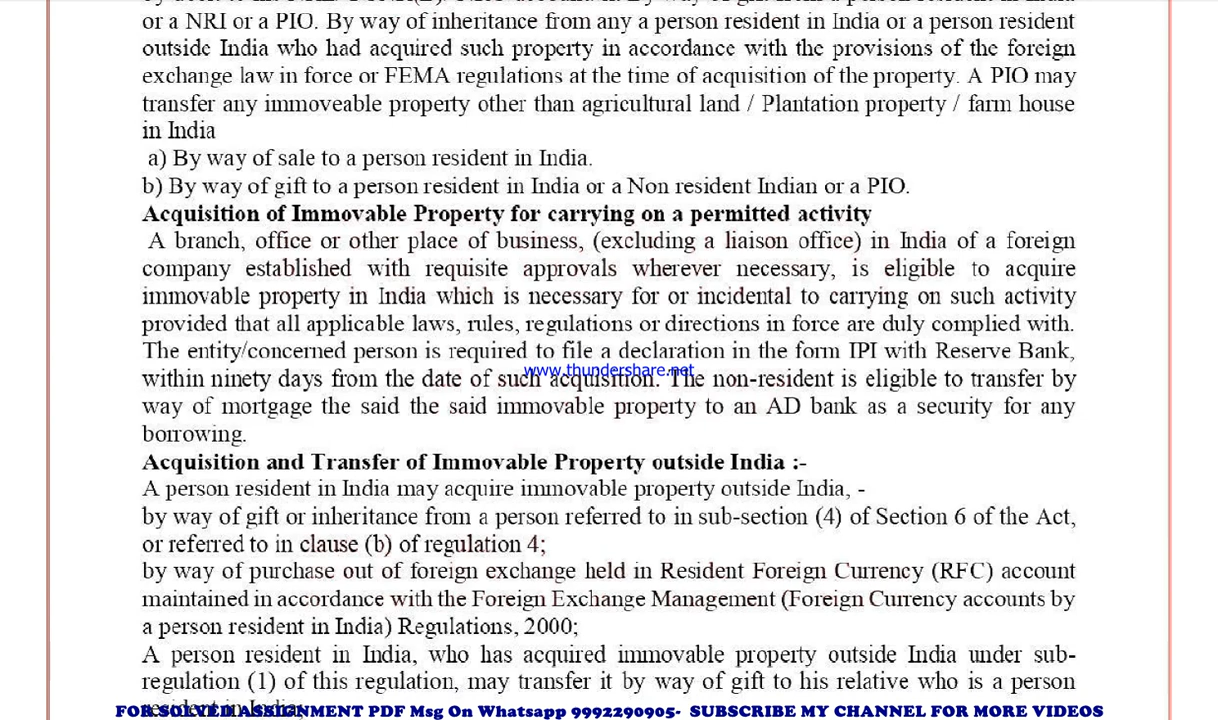 or a NRI or a PIO. By way of inheritance from any a person resident in India or a person resident
outside India who had acquired such property in accordance with the provisions of the foreign
exchange law in force or FEMA regulations at the time of acquisition of the property. A PIO may
transfer any immoveable property other than agricultural land / Plantation property / farm house
in India
a) By way of sale to a person resident in India.
b) By way of gift to a person resident in India or a Non resident Indian or a PIO.
Acquisition of Immovable Property for carrying on a permitted activity
A branch, office or other place of business, (excluding a liaison office) in India of a foreign
company established with requisite approvals wherever necessary, is eligible to acquire
immovable property in India which is necessary for or incidental to carrying on such activity
provided that all applicable laws, rules, regulations or directions in force are duly complied with.
The entity/concerned person is required to file a declaration in the form IPI with Reserve Bank,
www.thundershare.net
within ninety days from the date of such acquisition. The non-resident is eligible to transfer by
way of mortgage the said the said immovable property to an AD bank as a security for any
borrowing.
Acquisition and Transfer of Immovable Property outside India :-
A person resident in India may acquire immovable property outside India, -
by way of gift or inheritance from a person referred to in sub-section (4) of Section 6 of the Act,
or referred to in clause (b) of regulation 4;
by way of purchase out of foreign exchange held in Resident Foreign Currency (RFC) account
maintained in accordance with the Foreign Exchange Management (Foreign Currency accounts by
a person resident in India) Regulations, 2000;
A person resident in India, who has acquired immovable property outside India under sub-
regulation (1) of this regulation, may transfer it by way of gift to his relative who is a person
FOR SOLVED ASSIGNMENT PDF Msg On Whatsapp 9992290905- SUBSCRIBE MY CHANNEL FOR MORE VIDEOS